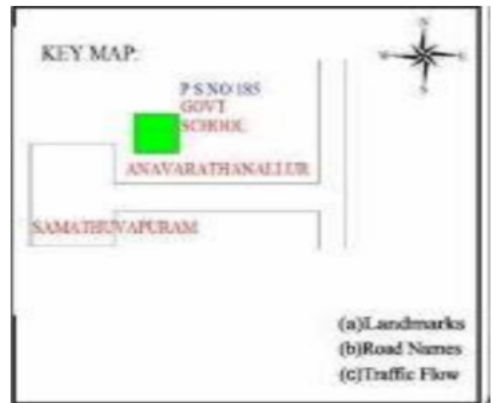 N
KEY MAP:
P S NO 185
GOVT
SCHOOL
ANAVARATHANALLUR
SAMATHUVAPURAM
(a)Landmarks
(b)Road Names
(c)Traffic Flow